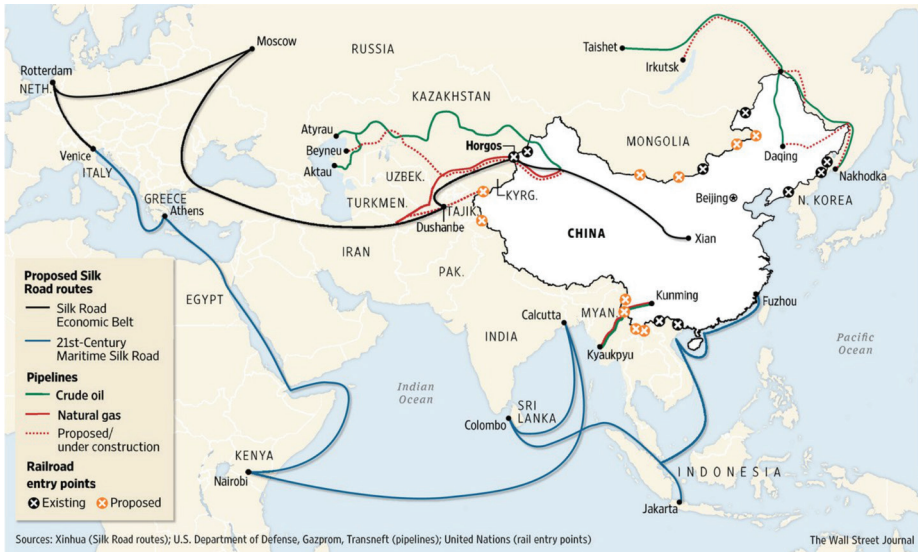 Moscow
RUSSIA
Taishet
Irkutsk
Rotterdam
NETH.
KAZAKHSTAN
Atyrau
Beyneu
Aktau
Horgos
MONGOLIA
Daqing
Venice
ITALY
UZBEK.
KYRG.
Nakhodka
GREECE
Athens
TURKMEN.
TAJIK.
Dushanbe
Beijing
N. KOREA
CHINA
Xian
IRAN
PAK.
EGYPT
Calcutta
INDIA
MYAN.
Kunming
Fuzhou
Kyaukpyu
Pacific
Ocean
Indian
Ocean
SRI
LANKA
Colombo
KENYA
Nairobi
INDONESIA
Jakarta
Proposed Silk
Road routes
Silk Road
Economic Belt
21st-Century
Maritime Silk Road
Pipelines
Crude oil
Natural gas
Proposed/
under construction
Railroad
entry points
Existing Proposed
Sources: Xinhua (Silk Road routes); U.S. Department of Defense, Gazprom, Transneft (pipelines); United Nations (rail entry points)
The Wall Street Journal